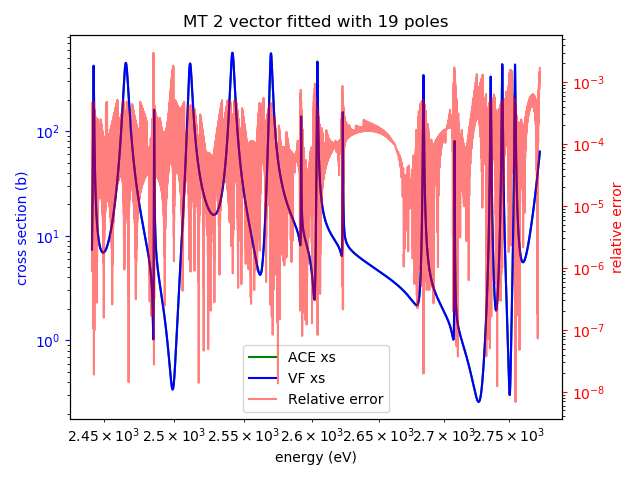 MT 2 vector fitted with 19 poles
cross section (b)
10²
10¹
10⁰
10⁻³
10⁻⁴
10⁻⁵
10⁻⁶
10⁻⁷
10⁻⁸
relative error
ACE xs
VF xs
Relative error
2.45 × 10³ 2.5 × 10³ 2.55 × 10³ 2.6 × 10³ 2.65 × 10³ 2.7 × 10³ 2.75 × 10³
energy (eV)